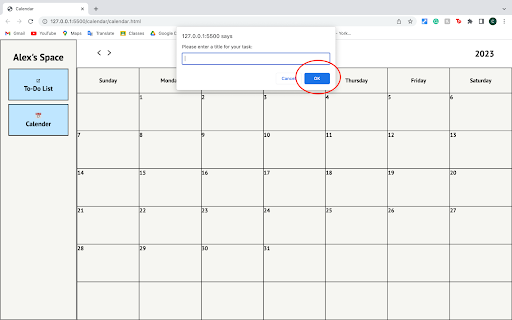 Calendar
127.0.0.1:5500/calendar/calendar.html
Gmail YouTube Maps Translate Classes Google
127.0.0.1:5500 says
Please enter a title for your task:
Cancel OK
Alex's Space
2023
To-Do List
Calender
Sunday Thursday Friday Saturday
1 2 3 4 5 6
7 8 9 10 11 12 13
14 15 16 17 18 19 20
21 22 23 24 25 26 27
28 29 30 31